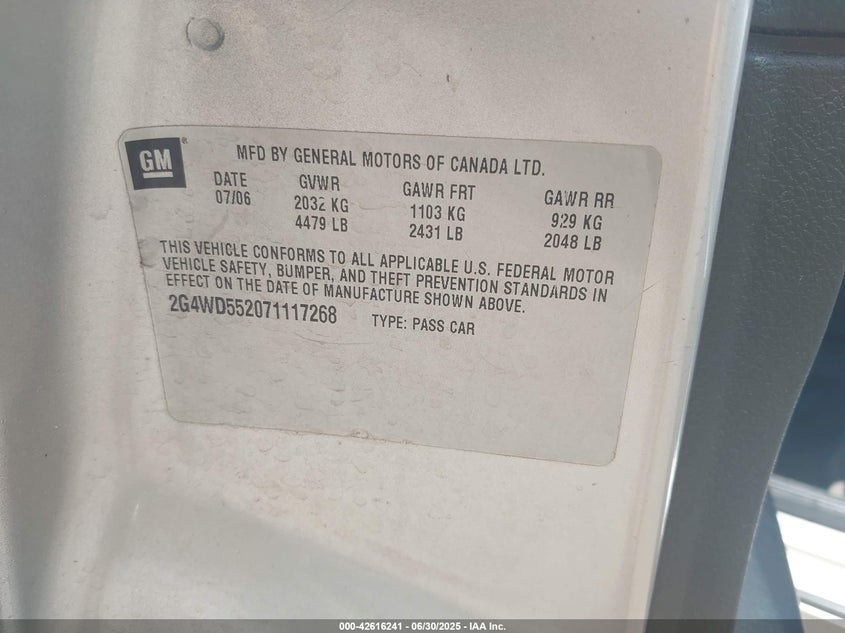 GM ®
MFD BY GENERAL MOTORS OF CANADA LTD.
DATE GVWR GAWR FRT GAWR RR
07/06 2032 KG 1103 KG 929 KG
4479 LB 2431 LB 2048 LB
THIS VEHICLE CONFORMS TO ALL APPLICABLE U.S. FEDERAL MOTOR
VEHICLE SAFETY, BUMPER, AND THEFT PREVENTION STANDARDS IN
EFFECT ON THE DATE OF MANUFACTURE SHOWN ABOVE.
2G4WD552071117268 TYPE: PASS CAR
000-42616241 - 06/30/2025 - IAA Inc.